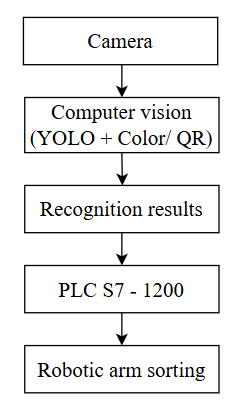 Camera
Computer vision
(YOLO + Color/ QR)
Recognition results
PLC S7 - 1200
Robotic arm sorting